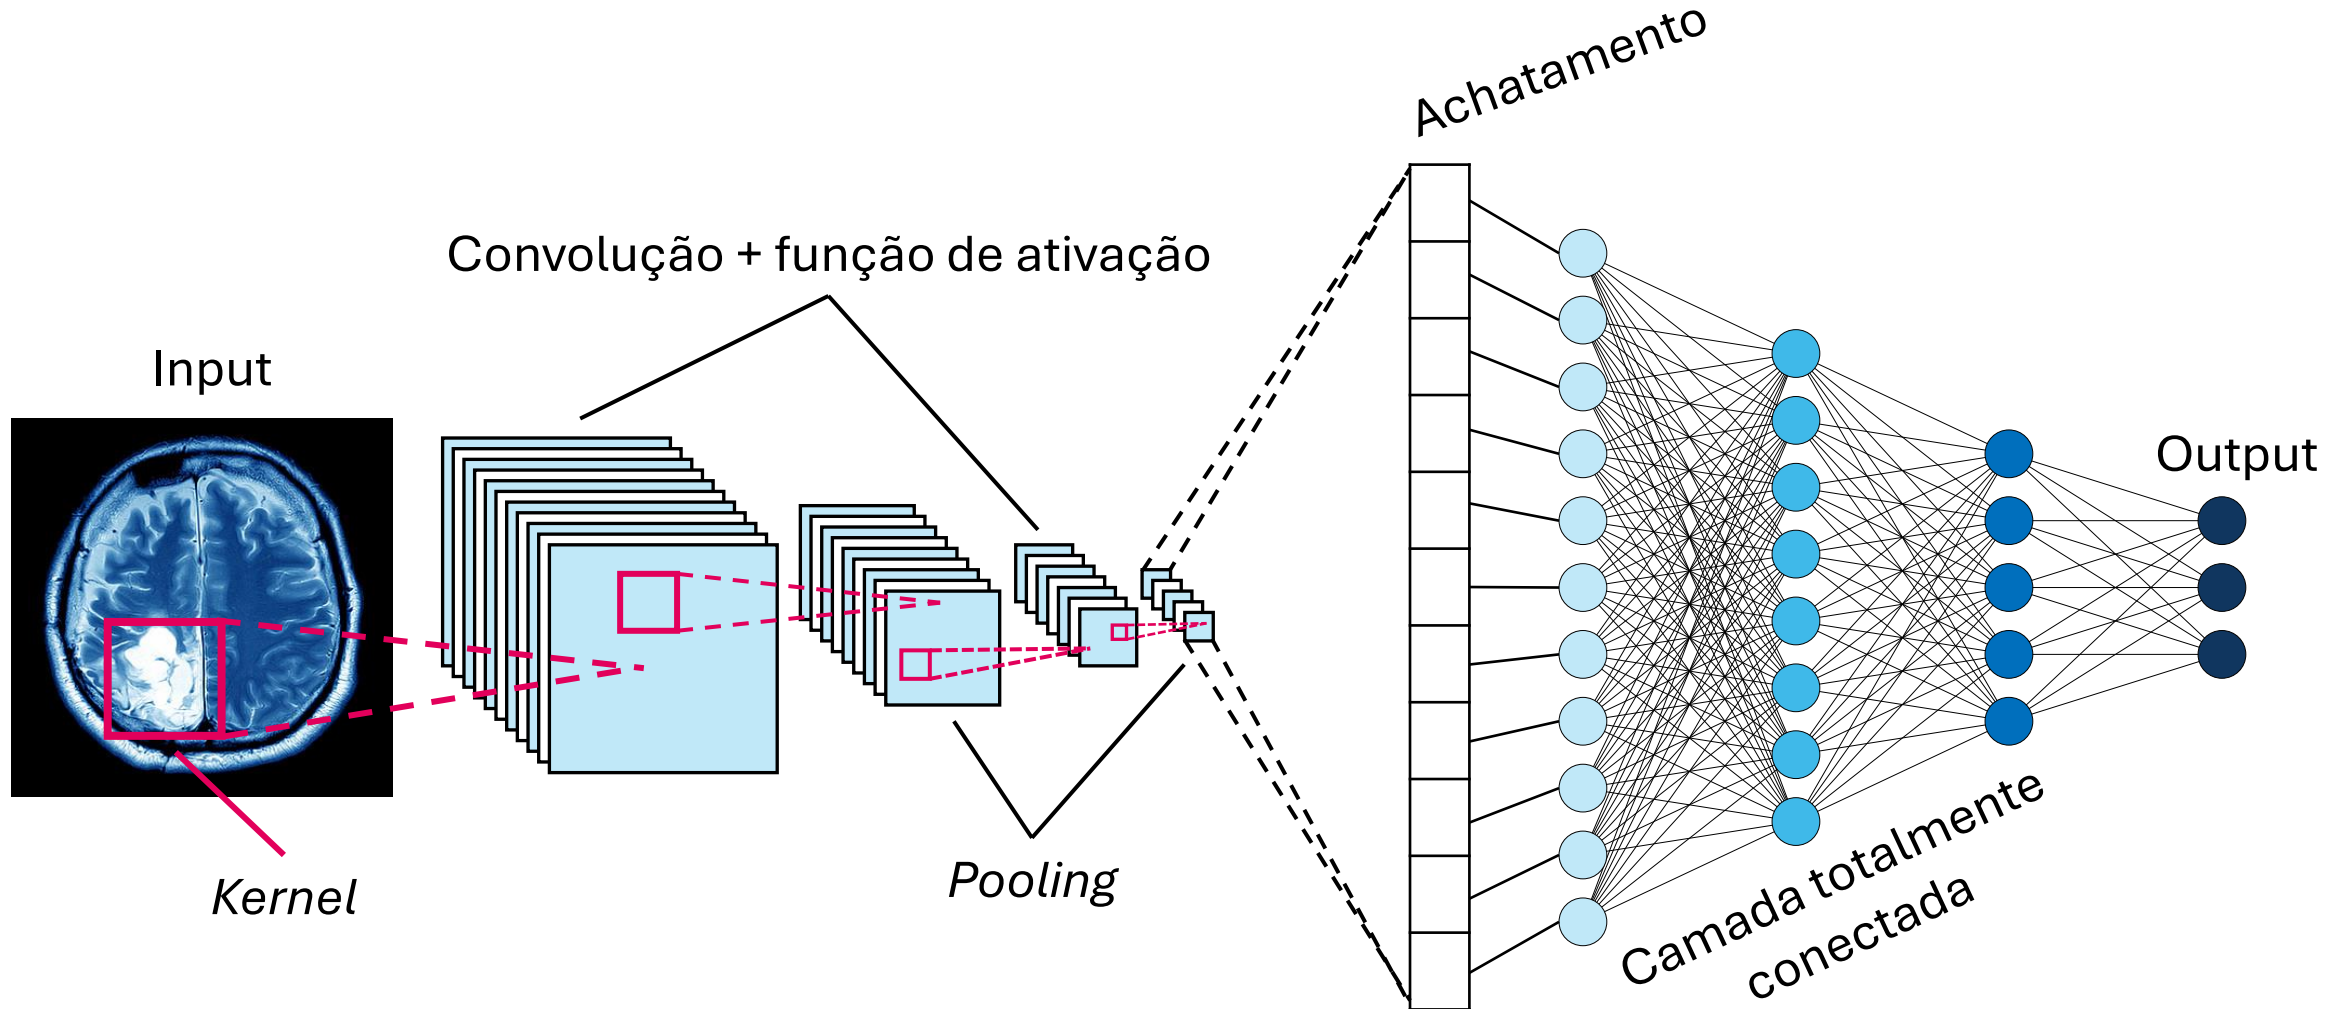 Achatamento
Convolução + função de ativação
Input
Output
Kernel
Pooling
Camada totalmente
conectada